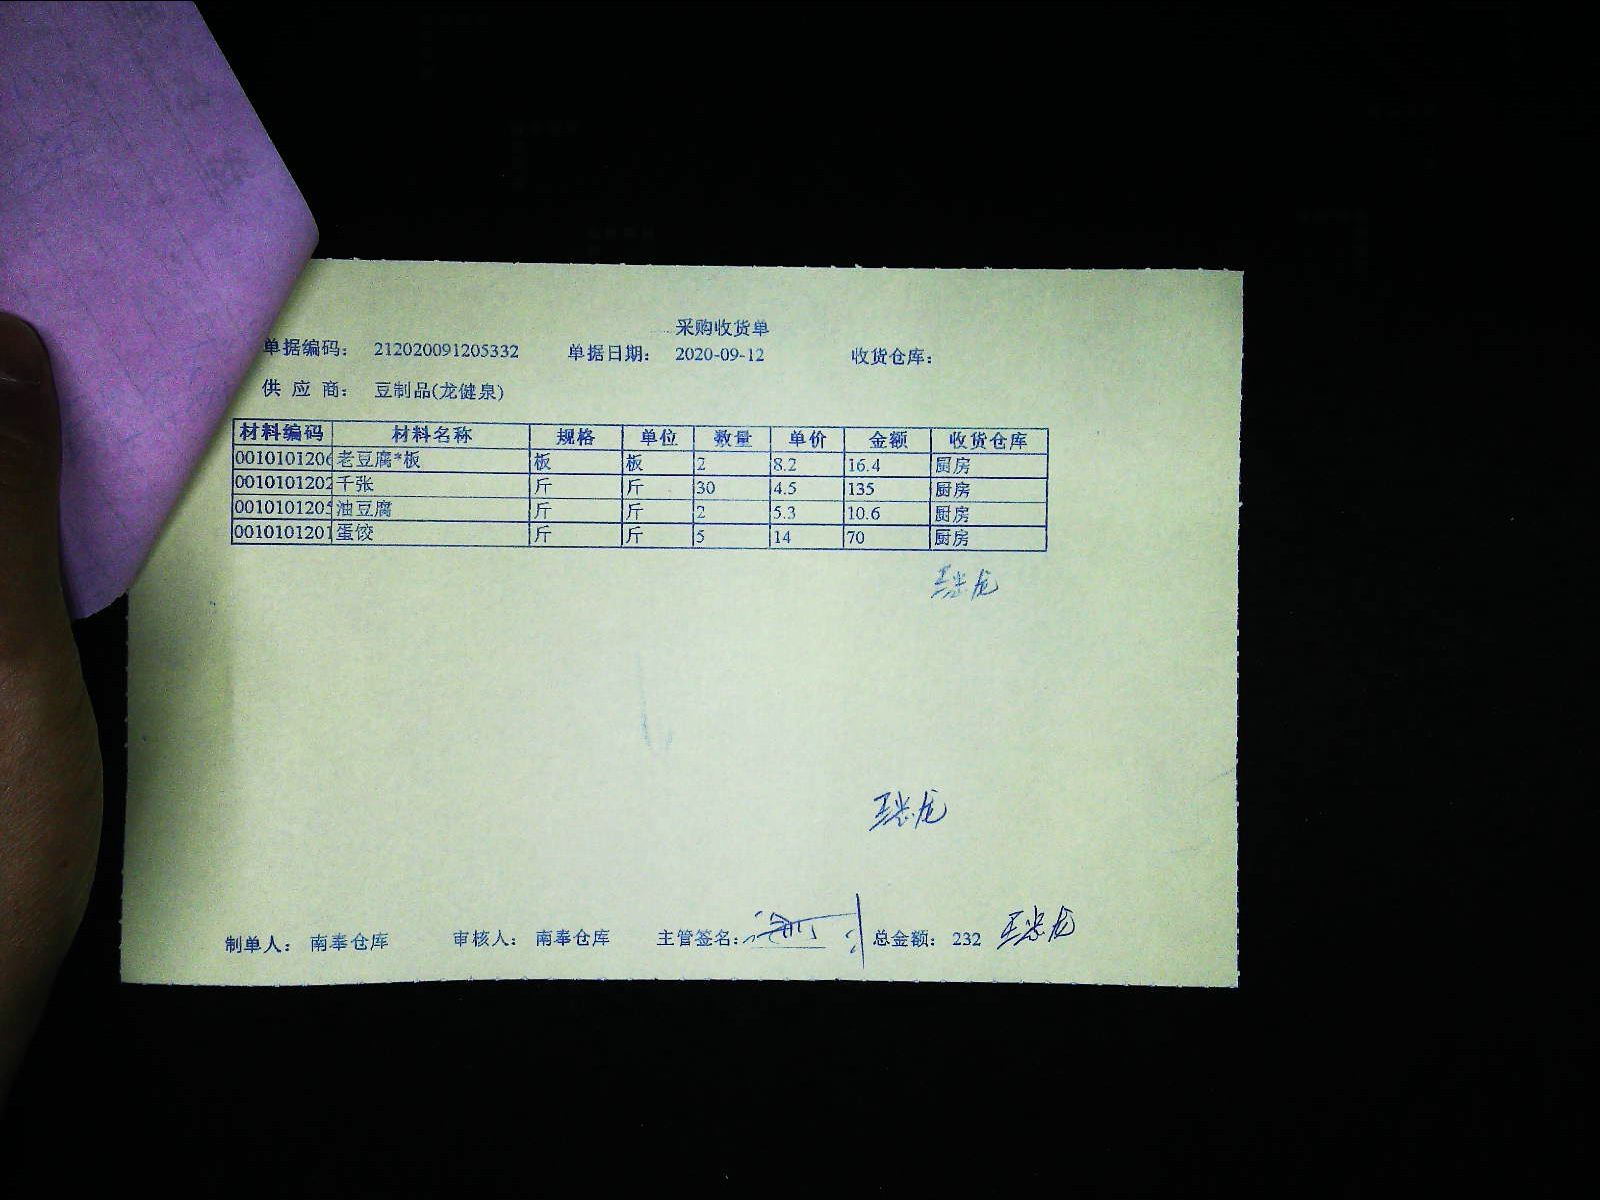 采购收货单
单据编码： 212020091205332 单据日期： 2020-09-12 收货仓库：
供 应 商： 豆制品(龙健泉)
材料编码 材料名称 规格 单位 数量 单价 金额 收货仓库
0010101206 老豆腐*板 板 板 2 8.2 16.4 厨房
0010101202 千张 斤 斤 30 4.5 135 厨房
0010101205 油豆腐 斤 斤 2 5.3 10.6 厨房
0010101201 蛋饺 斤 斤 5 14 70 厨房
制单人： 南奉仓库 审核人： 南奉仓库 主管签名： 总金额： 232